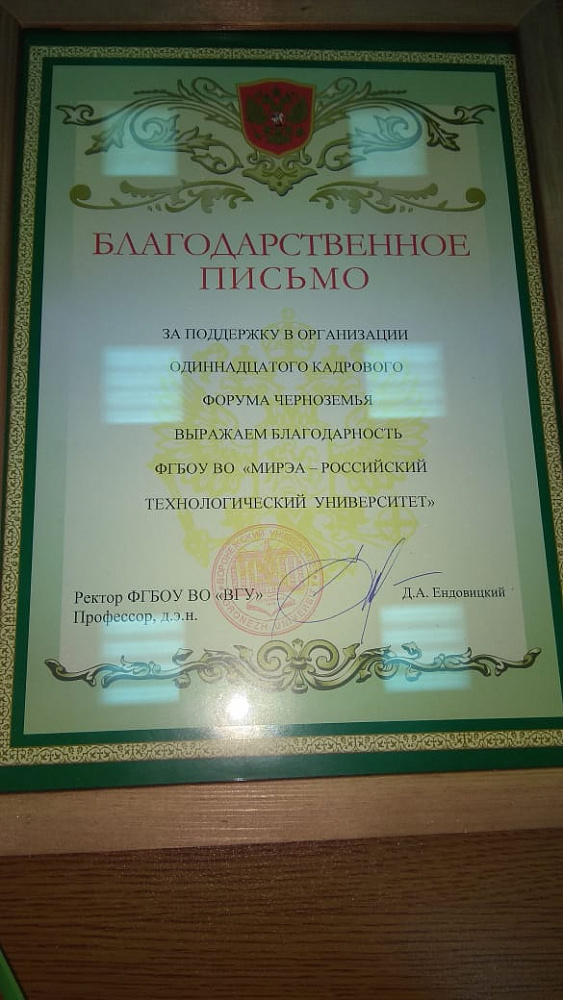 БЛАГОДАРСТВЕННОЕ
ПИСЬМО
ЗА ПОДДЕРЖКУ В ОРГАНИЗАЦИИ
ОДИННАДЦАТОГО КАДРОВОГО
ФОРУМА ЧЕРНОЗЕМЬЯ
ВЫРАЖАЕМ БЛАГОДАРНОСТЬ
ФГБОУ ВО «МИРЭА – РОССИЙСКИЙ
ТЕХНОЛОГИЧЕСКИЙ УНИВЕРСИТЕТ»
Ректор ФГБОУ ВО «ВГУ»
Профессор, д.э.н.
Д.А. Ендовицкий